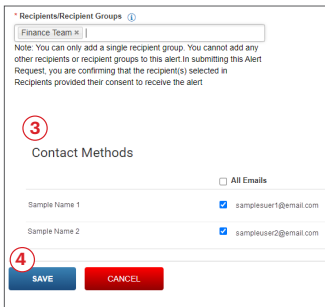 * Recipients/Recipient Groups
Finance Team ×
Note: You can only add a single recipient group. You cannot add any
other recipients or recipient groups to this alert.In submitting this Alert
Request, you are confirming that the recipient(s) selected in
Recipients provided their consent to receive the alert
3
Contact Methods
All Emails
Sample Name 1 samplesuer1@email.com
Sample Name 2 sampleuser2@email.com
4
SAVE CANCEL